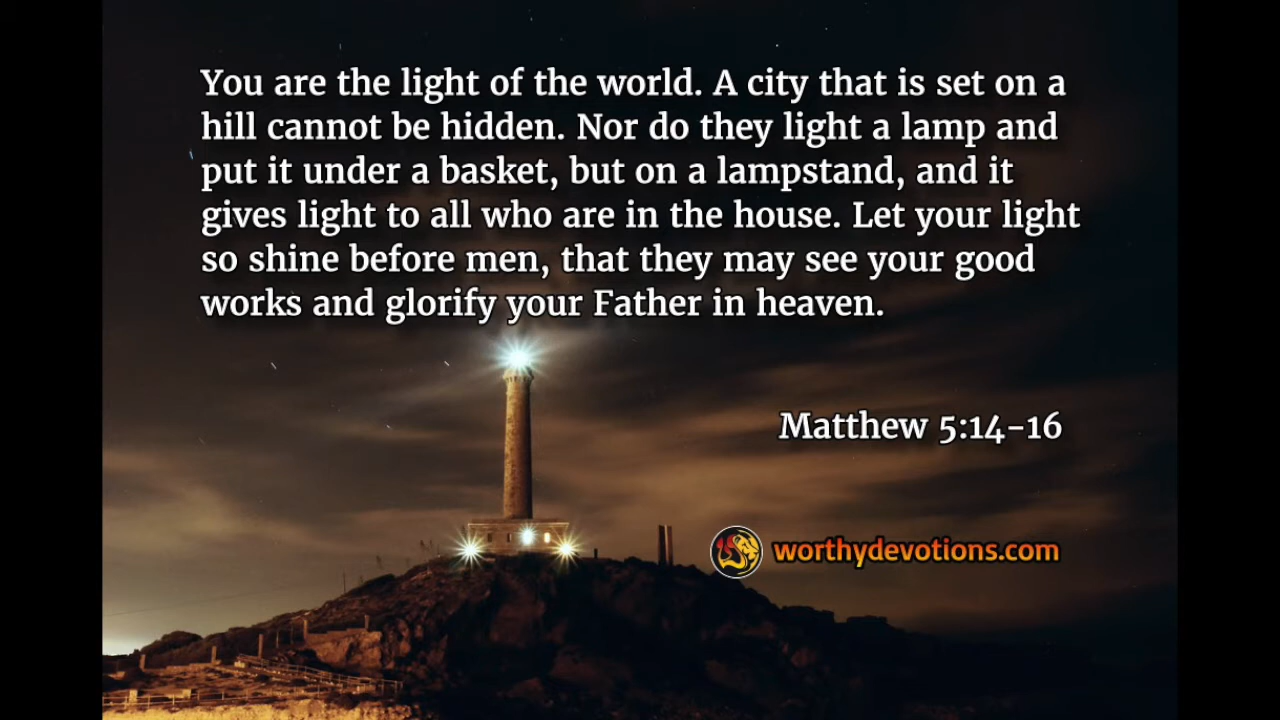 You are the light of the world. A city that is set on a
hill cannot be hidden. Nor do they light a lamp and
put it under a basket, but on a lampstand, and it
gives light to all who are in the house. Let your light
so shine before men, that they may see your good
works and glorify your Father in heaven.
Matthew 5:14-16
worthydevotions.com